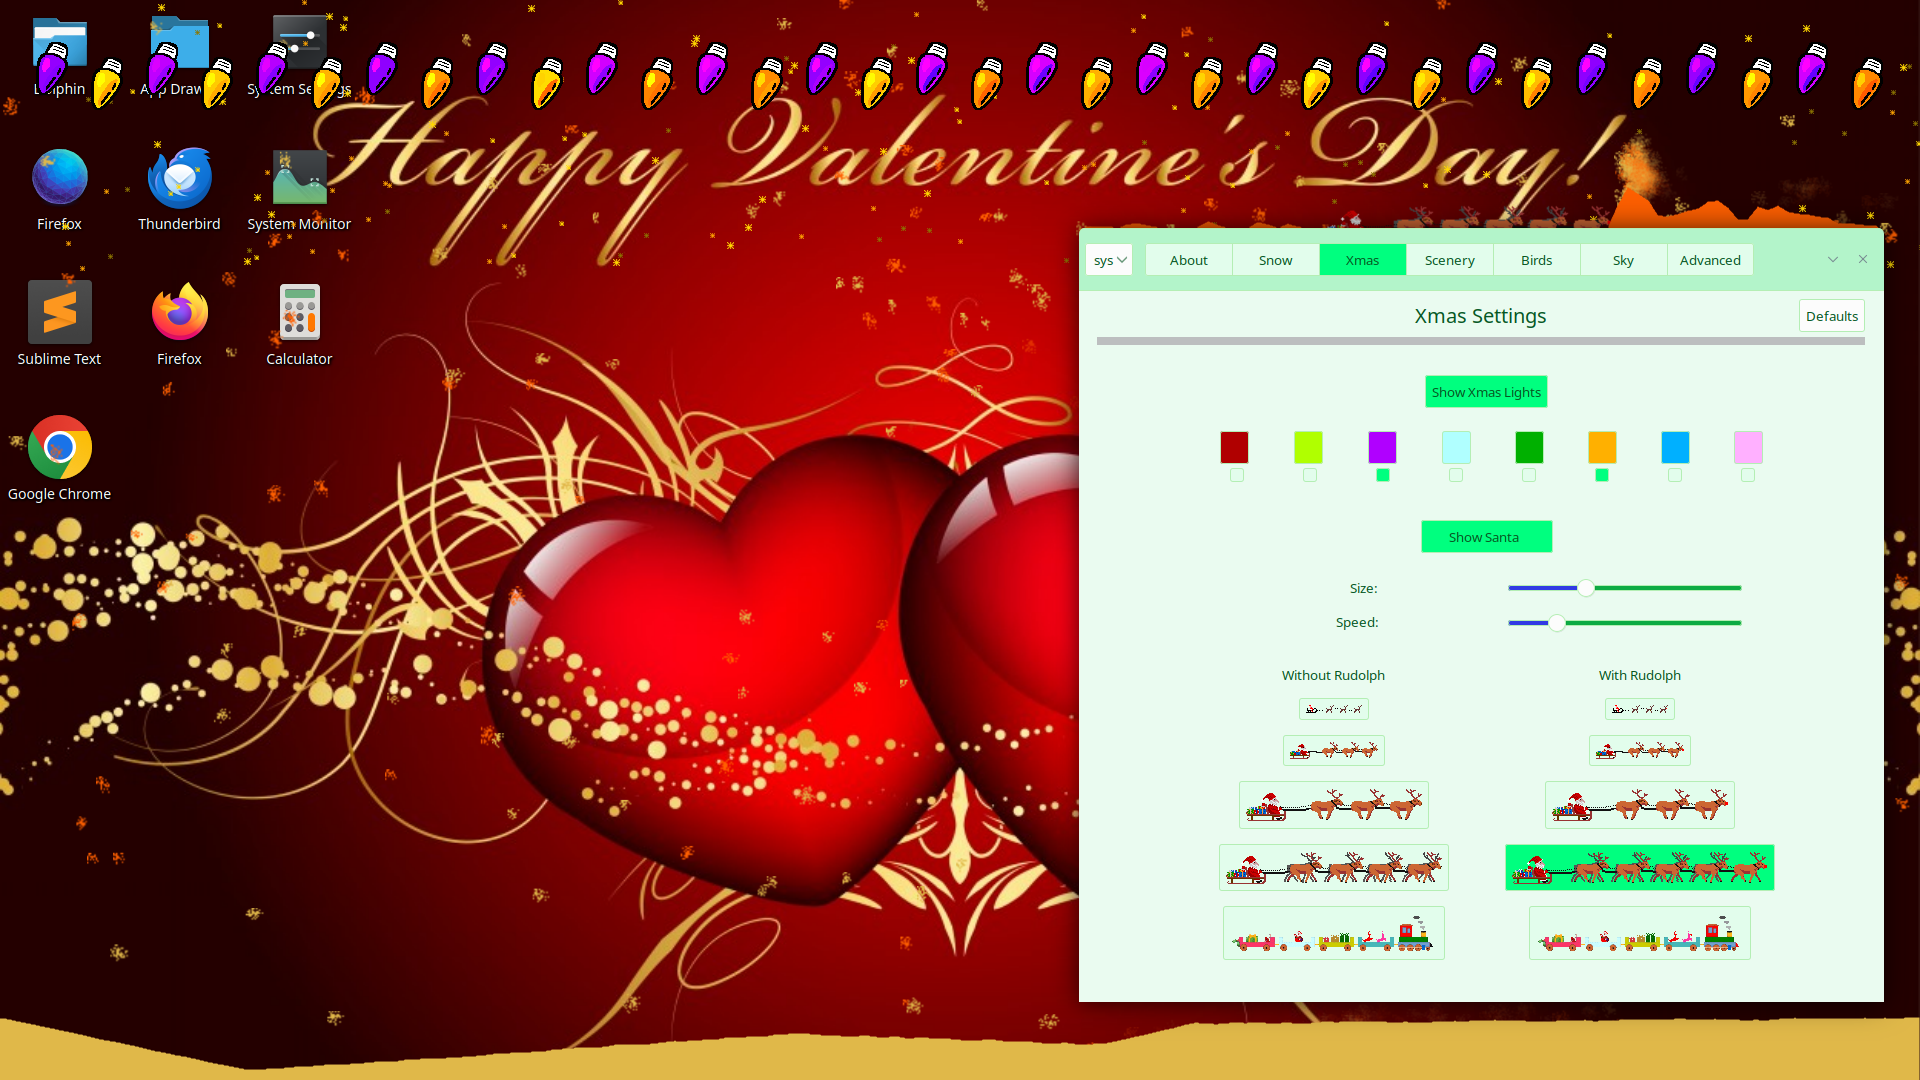 Dolphin
App Draw
System Settings
Happy Valentine's Day!
Firefox
Thunderbird
System Monitor
Sublime Text
Firefox
Calculator
Google Chrome
sys
About
Snow
Xmas
Scenery
Birds
Sky
Advanced
Xmas Settings
Defaults
Show Xmas Lights
Show Santa
Size:
Speed:
Without Rudolph
With Rudolph